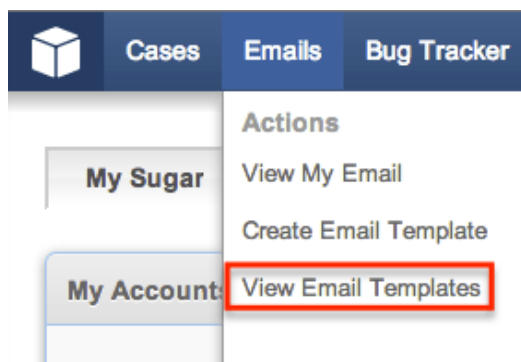 Cases Emails Bug Tracker
Actions
My Sugar
View My Email
Create Email Template
My Account
View Email Templates